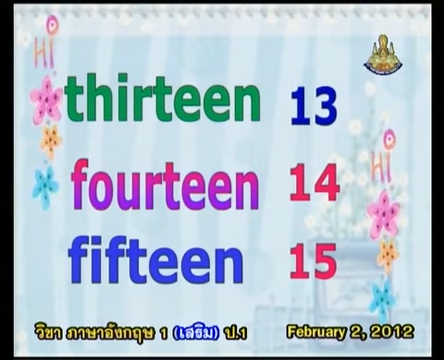 Hi
thirteen 13
fourteen 14
Hi
fifteen 15
วิชา ภาษาอังกฤษ 1 (เสริม) ป.1 February 2, 2012